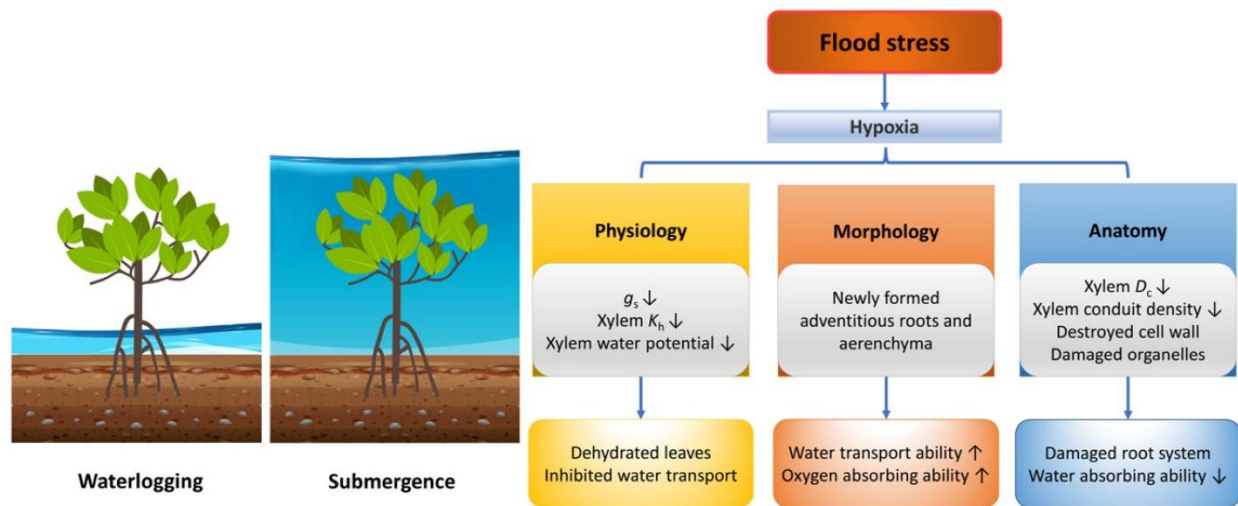 Flood stress
Hypoxia
Physiology
gs ↓
Xylem Kh ↓
Xylem water potential ↓
Dehydrated leaves
Inhibited water transport
Morphology
Newly formed
adventitious roots and
aerenchyma
Water transport ability ↑
Oxygen absorbing ability ↑
Anatomy
Xylem Dc ↓
Xylem conduit density ↓
Destroyed cell wall
Damaged organelles
Damaged root system
Water absorbing ability ↓
Waterlogging
Submergence